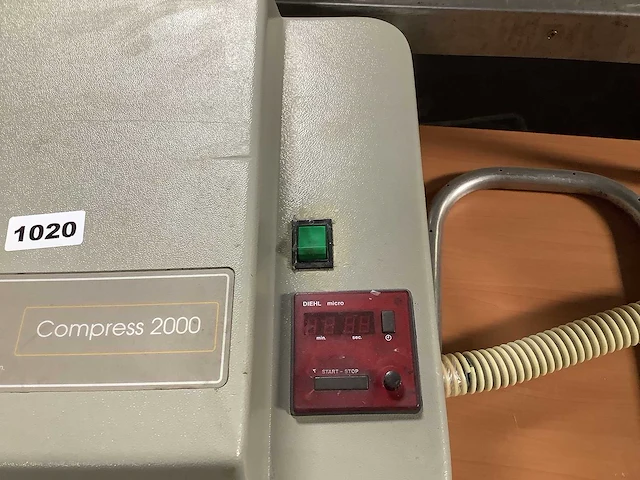 1020
DIEHL micro
min. sec.
START-STOP
Compress 2000